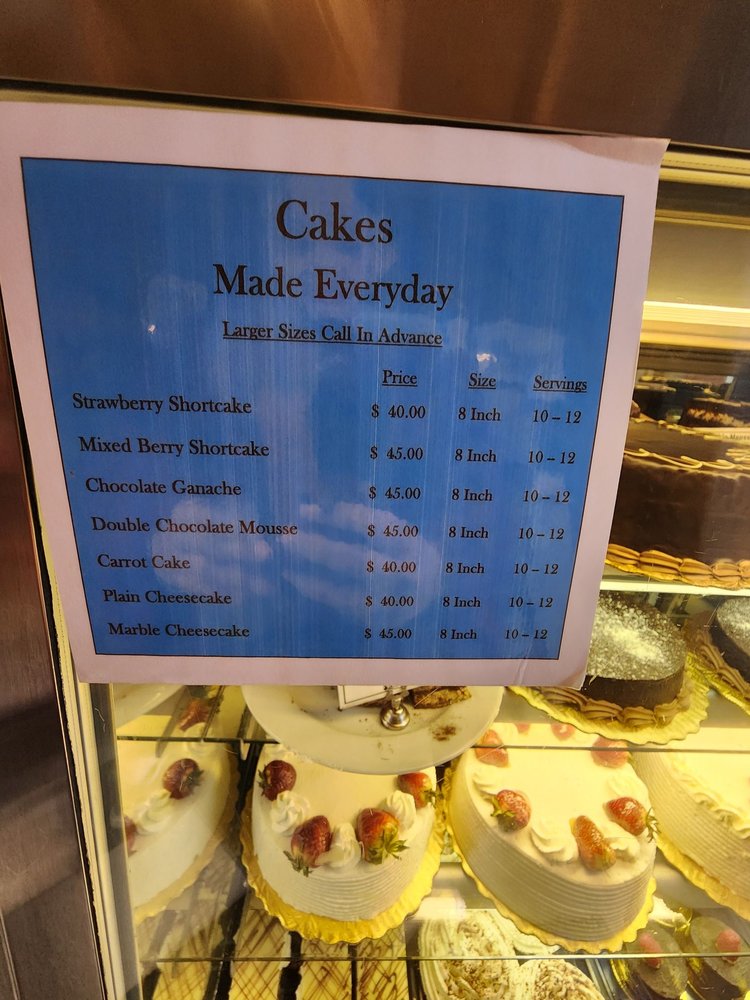 Cakes
Made Everyday
Larger Sizes Call In Advance
Price Size Servings
Strawberry Shortcake $ 40.00 8 Inch 10 – 12
Mixed Berry Shortcake $ 45.00 8 Inch 10 – 12
Chocolate Ganache $ 45.00 8 Inch 10 – 12
Double Chocolate Mousse $ 45.00 8 Inch 10 – 12
Carrot Cake $ 40.00 8 Inch 10 – 12
Plain Cheesecake $ 40.00 8 Inch 10 – 12
Marble Cheesecake $ 45.00 8 Inch 10 – 12